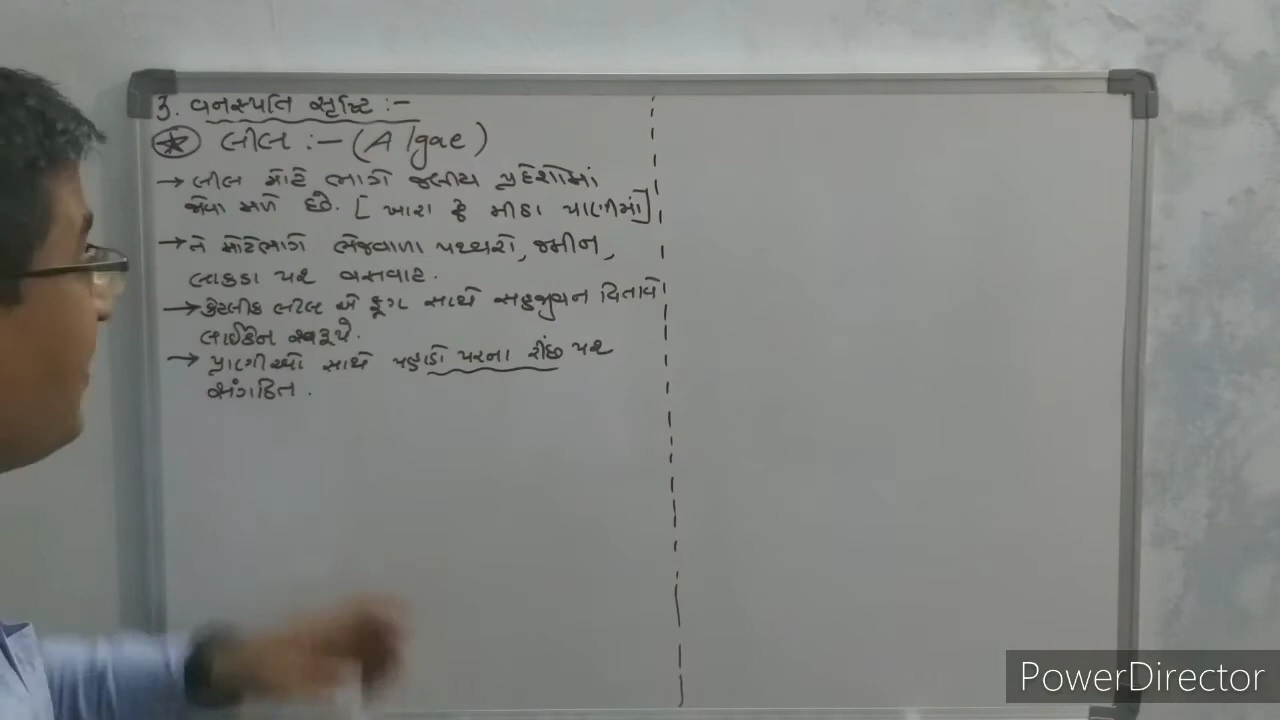 3. વનસ્પતિ સૃષ્ટિ :-
લીલ :- (Algae)
→ લીલ મોટે ભાગે જલીય પ્રદેશોમાં
જોવા મળે છે. [ ખારા કે મીઠા પાણીમાં]
→ તે મોટેભાગે ભેજવાળા પથ્થરો, જમીન,
લાકડા પર વસવાટ.
→ કેટલીક લીલ એ ફૂગ સાથે સહજીવન વિતાવે
લાઈકેન સ્વરૂપે.
→ પ્રાણીઓ સાથે પહાડો પરના રીંછ પર
સંગઠિત.
PowerDirector